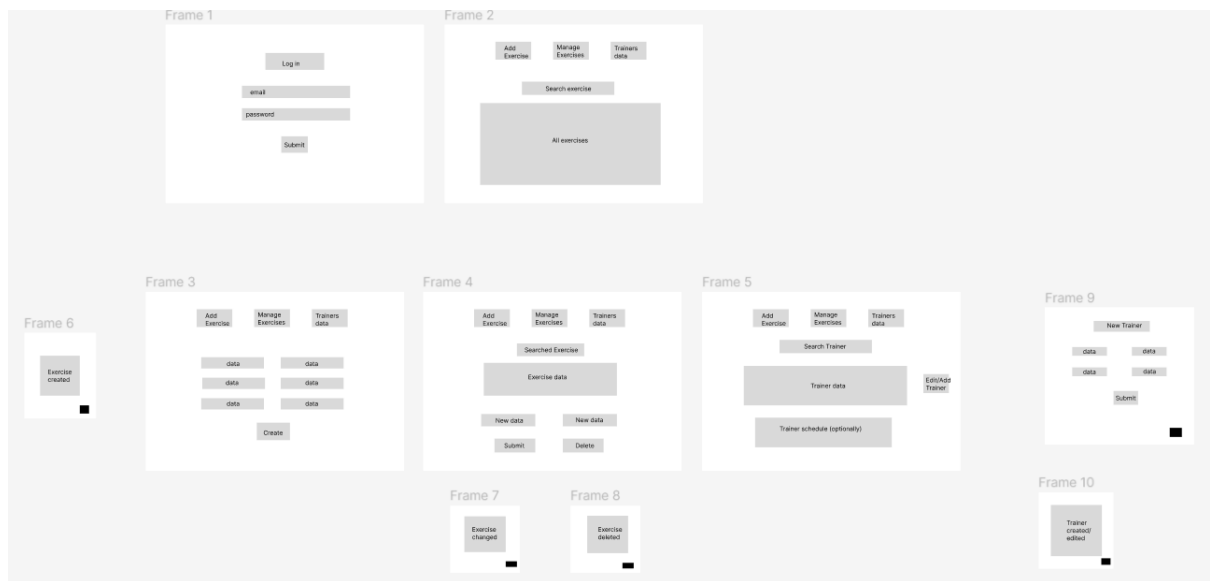 Frame 1
Log in
email
password
Submit
Frame 2
Add
Exercise
Manage
Exercises
Trainers
data
Search exercise
All exercises
Frame 3
Add
Exercise
Manage
Exercises
Trainers
data
data
data
data
data
data
data
Create
Frame 4
Add
Exercise
Manage
Exercises
Trainers
data
Searched Exercise
Exercise data
New data
New data
Submit
Delete
Frame 5
Add
Exercise
Manage
Exercises
Trainers
data
Search Trainer
Trainer data
Edit/Add
Trainer
Trainer schedule (optionally)
Frame 6
Exercise
created
Frame 9
New Trainer
data
data
data
data
Submit
Frame 7
Exercise
changed
Frame 8
Exercise
deleted
Frame 10
Trainer
created/
edited